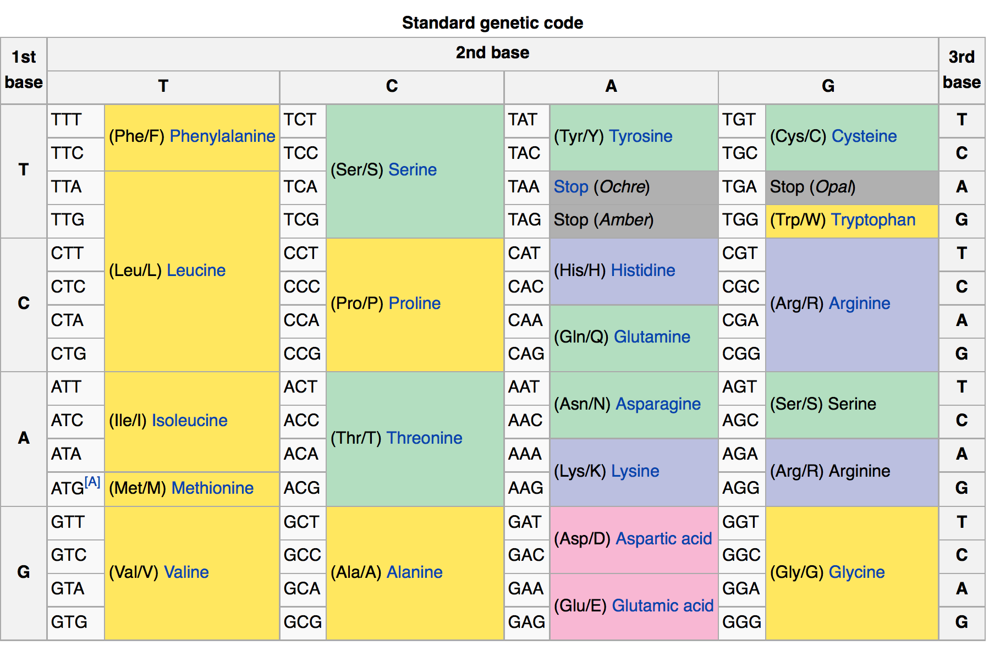 Standard genetic code
1st base 2nd base 3rd base
T C A G
T TTT (Phe/F) Phenylalanine TCT (Ser/S) Serine TAT (Tyr/Y) Tyrosine TGT (Cys/C) Cysteine T
TTC TCC TAC TGC C
TTA (Leu/L) Leucine TCA TAA Stop (Ochre) TGA Stop (Opal) A
TTG TCG TAG Stop (Amber) TGG (Trp/W) Tryptophan G
C CTT CCT (Pro/P) Proline CAT (His/H) Histidine CGT (Arg/R) Arginine T
CTC CCC CAC CGC C
CTA CCA CAA (Gln/Q) Glutamine CGA A
CTG CCG CAG CGG G
A ATT (Ile/I) Isoleucine ACT (Thr/T) Threonine AAT (Asn/N) Asparagine AGT (Ser/S) Serine T
ATC ACC AAC AGC C
ATA ACA AAA (Lys/K) Lysine AGA (Arg/R) Arginine A
ATG[A] (Met/M) Methionine ACG AAG AGG G
G GTT (Val/V) Valine GCT (Ala/A) Alanine GAT (Asp/D) Aspartic acid GGT (Gly/G) Glycine T
GTC GCC GAC GGC C
GTA GCA GAA (Glu/E) Glutamic acid GGA A
GTG GCG GAG GGG G